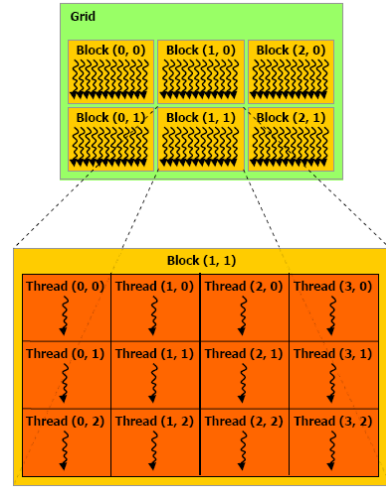 Grid
Block (0, 0) Block (1, 0) Block (2, 0)
Block (0, 1) Block (1, 1) Block (2, 1)
Block (1, 1)
Thread (0, 0) Thread (1, 0) Thread (2, 0) Thread (3, 0)
Thread (0, 1) Thread (1, 1) Thread (2, 1) Thread (3, 1)
Thread (0, 2) Thread (1, 2) Thread (2, 2) Thread (3, 2)